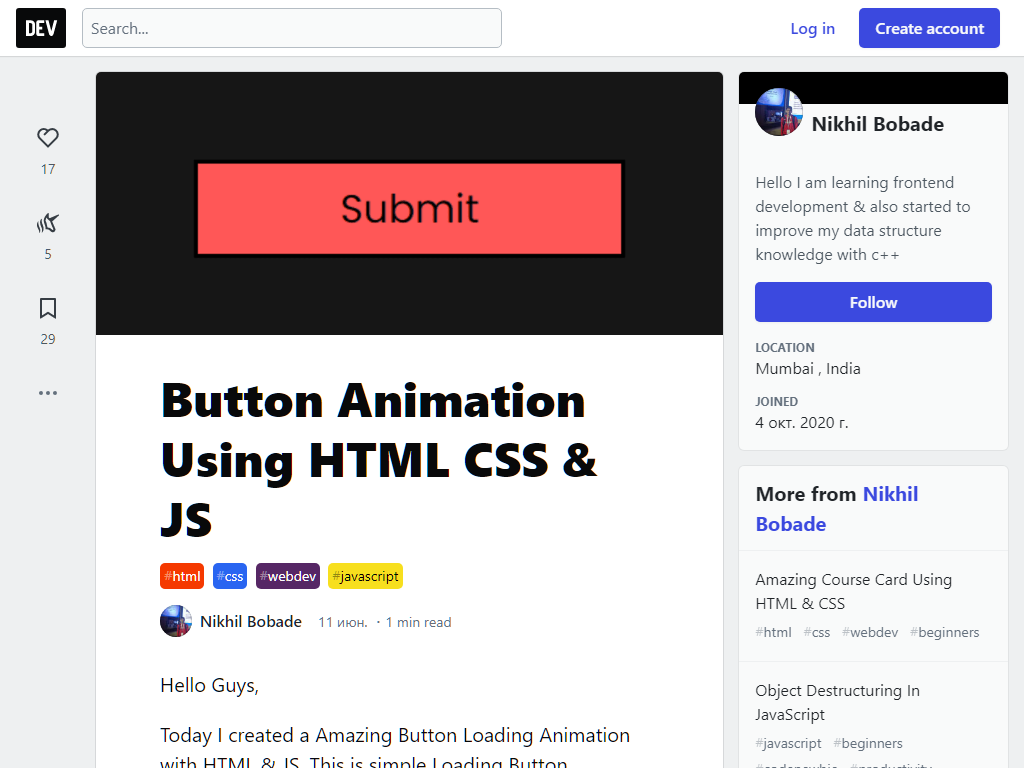 DEV
Search...
Log in
Create account
17
5
29
Submit
Button Animation
Using HTML CSS &
JS
#html #css #webdev #javascript
Nikhil Bobade 11 июн. · 1 min read
Hello Guys,
Today I created a Amazing Button Loading Animation
with HTML & JS. This is simple Loading Button
Nikhil Bobade
Hello I am learning frontend
development & also started to
improve my data structure
knowledge with c++
Follow
LOCATION
Mumbai , India
JOINED
4 окт. 2020 г.
More from Nikhil
Bobade
Amazing Course Card Using
HTML & CSS
#html #css #webdev #beginners
Object Destructuring In
JavaScript
#javascript #beginners
#codenewbie #productivity